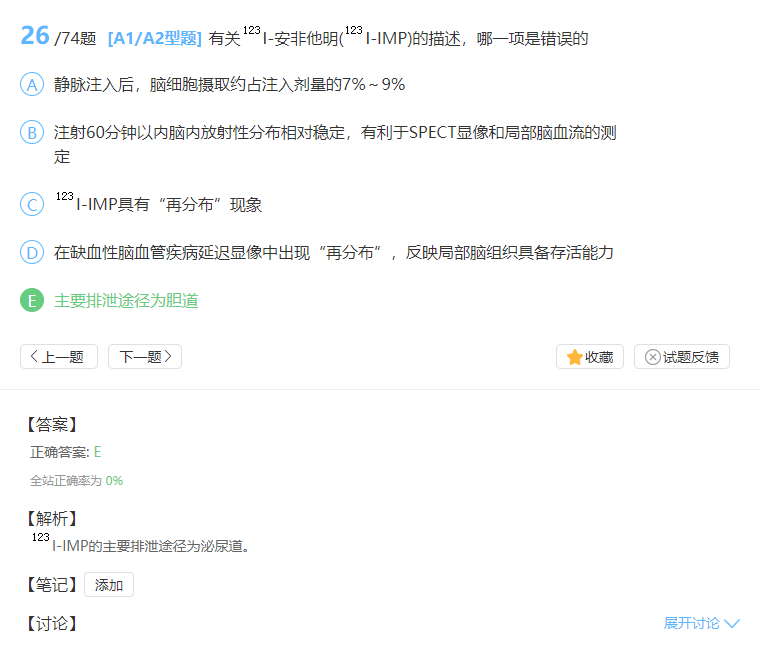 26 /74题 [A1/A2型题] 有关123I-安非他明(123I-IMP)的描述，哪一项是错误的
A 静脉注入后，脑细胞摄取约占注入剂量的7%～9%
B 注射60分钟以内脑内放射性分布相对稳定，有利于SPECT显像和局部脑血流的测
定
C 123I-IMP具有“再分布”现象
D 在缺血性脑血管疾病延迟显像中出现“再分布”，反映局部脑组织具备存活能力
E 主要排泄途径为胆道
上一题 下一题 收藏 试题反馈
【答案】
正确答案: E
全站正确率为 0%
【解析】
123I-IMP的主要排泄途径为泌尿道。
【笔记】 添加
【讨论】 展开讨论